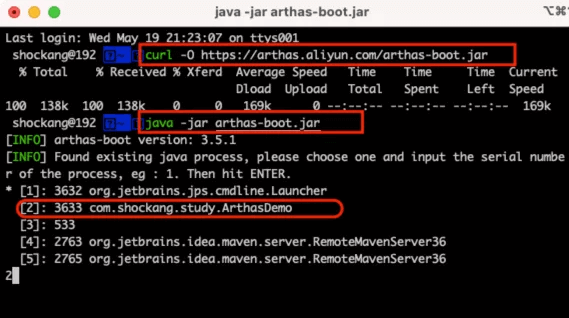 java -jar arthas-boot.jar
Last login: Wed May 19 21:23:07 on ttys001
shockang@192 ~ curl -O https://arthas.aliyun.com/arthas-boot.jar
% Total % Received % Xferd Average Speed Time Time Time Current
Dload Upload Total Spent Left Speed
100 138k 100 138k 0 0 169k 0 --:--:-- --:--:-- --:--:-- 169k
shockang@192 ~ java -jar arthas-boot.jar
[INFO] arthas-boot version: 3.5.1
[INFO] Found existing java process, please choose one and input the serial numbe
r of the process, eg : 1. Then hit ENTER.
* [1]: 3632 org.jetbrains.jps.cmdline.Launcher
[2]: 3633 com.shockang.study.ArthasDemo
[3]: 533
[4]: 2763 org.jetbrains.idea.maven.server.RemoteMavenServer36
[5]: 2765 org.jetbrains.idea.maven.server.RemoteMavenServer36
2